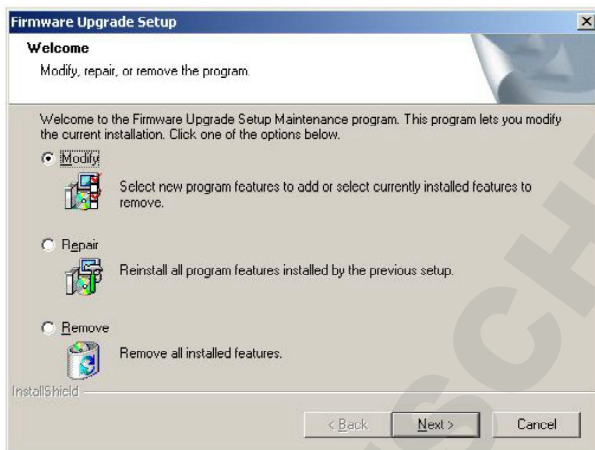 Firmware Upgrade Setup
Welcome
Modify, repair, or remove the program.
Welcome to the Firmware Upgrade Setup Maintenance program. This program lets you modify
the current installation. Click one of the options below.
Modify
Select new program features to add or select currently installed features to
remove.
Repair
Reinstall all program features installed by the previous setup.
Remove
Remove all installed features.
InstallShield
< Back
Next >
Cancel